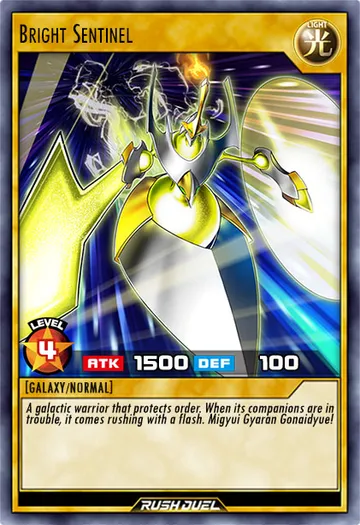 BRIGHT SENTINEL
LIGHT
光
LEVEL
4
ATK 1500 DEF 100
[GALAXY/NORMAL]
A galactic warrior that protects order. When its companions are in
trouble, it comes rushing with a flash. Migyui Gyaran Gonaidyue!
RUSH DUEL